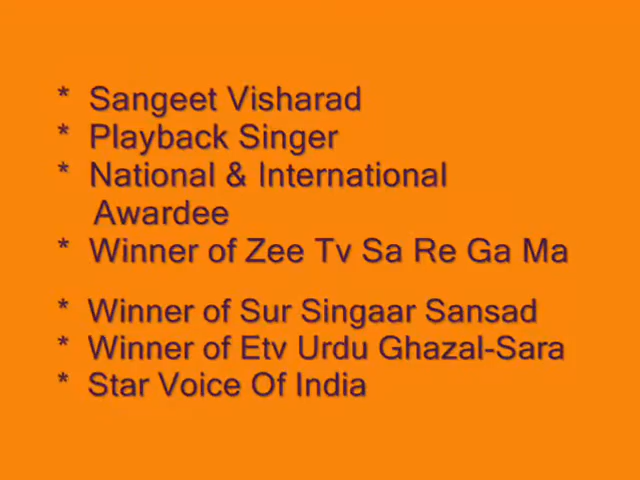 * Sangeet Visharad
* Playback Singer
* National & International
Awardee
* Winner of Zee Tv Sa Re Ga Ma
* Winner of Sur Singaar Sansad
* Winner of Etv Urdu Ghazal-Sara
* Star Voice Of India